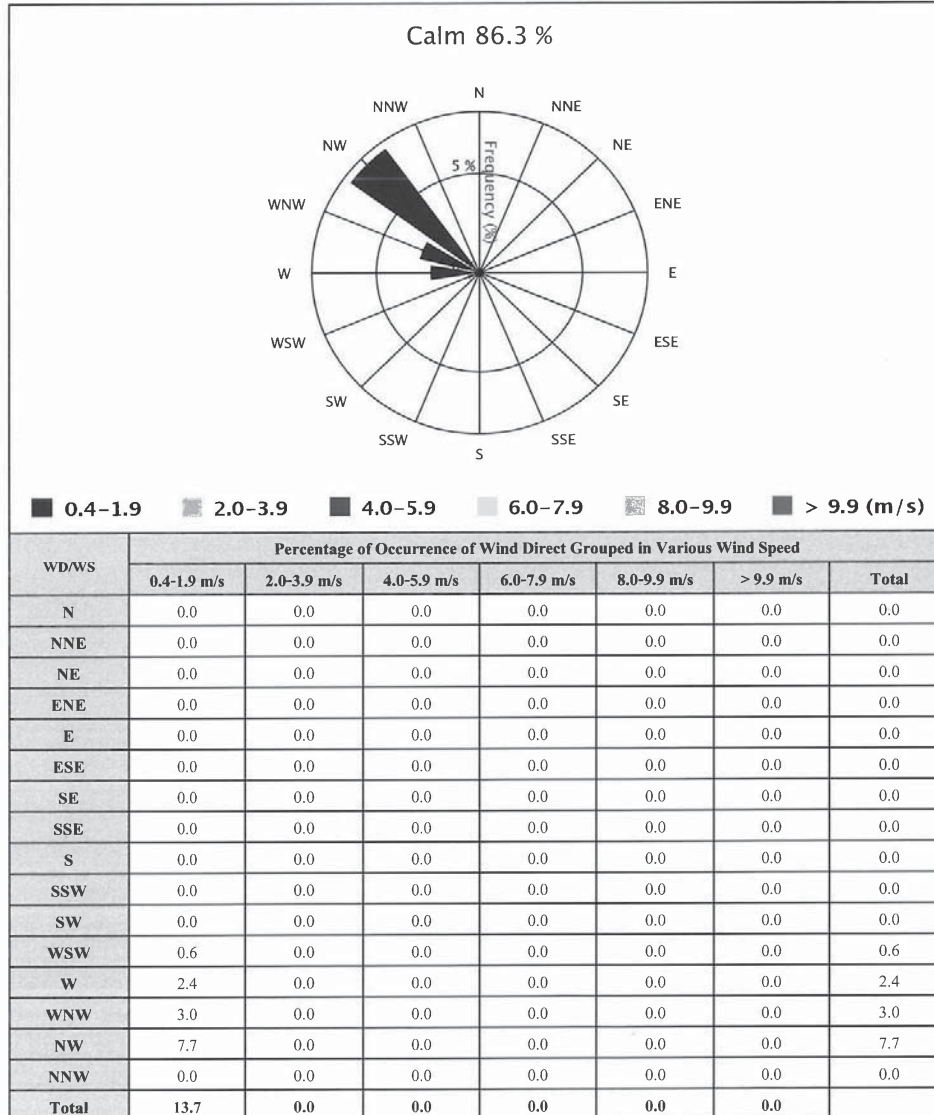 Calm 86.3 %
N
NNW
NNE
NW
NE
5 %
Frequency (%)
WNW
ENE
W
E
WSW
ESE
SW
SE
SSW
SSE
S
0.4–1.9 2.0–3.9 4.0–5.9 6.0–7.9 8.0–9.9 > 9.9 (m/s)
WD/WS Percentage of Occurrence of Wind Direct Grouped in Various Wind Speed
0.4-1.9 m/s 2.0-3.9 m/s 4.0-5.9 m/s 6.0-7.9 m/s 8.0-9.9 m/s > 9.9 m/s Total
N 0.0 0.0 0.0 0.0 0.0 0.0 0.0
NNE 0.0 0.0 0.0 0.0 0.0 0.0 0.0
NE 0.0 0.0 0.0 0.0 0.0 0.0 0.0
ENE 0.0 0.0 0.0 0.0 0.0 0.0 0.0
E 0.0 0.0 0.0 0.0 0.0 0.0 0.0
ESE 0.0 0.0 0.0 0.0 0.0 0.0 0.0
SE 0.0 0.0 0.0 0.0 0.0 0.0 0.0
SSE 0.0 0.0 0.0 0.0 0.0 0.0 0.0
S 0.0 0.0 0.0 0.0 0.0 0.0 0.0
SSW 0.0 0.0 0.0 0.0 0.0 0.0 0.0
SW 0.0 0.0 0.0 0.0 0.0 0.0 0.0
WSW 0.6 0.0 0.0 0.0 0.0 0.0 0.6
W 2.4 0.0 0.0 0.0 0.0 0.0 2.4
WNW 3.0 0.0 0.0 0.0 0.0 0.0 3.0
NW 7.7 0.0 0.0 0.0 0.0 0.0 7.7
NNW 0.0 0.0 0.0 0.0 0.0 0.0 0.0
Total 13.7 0.0 0.0 0.0 0.0 0.0